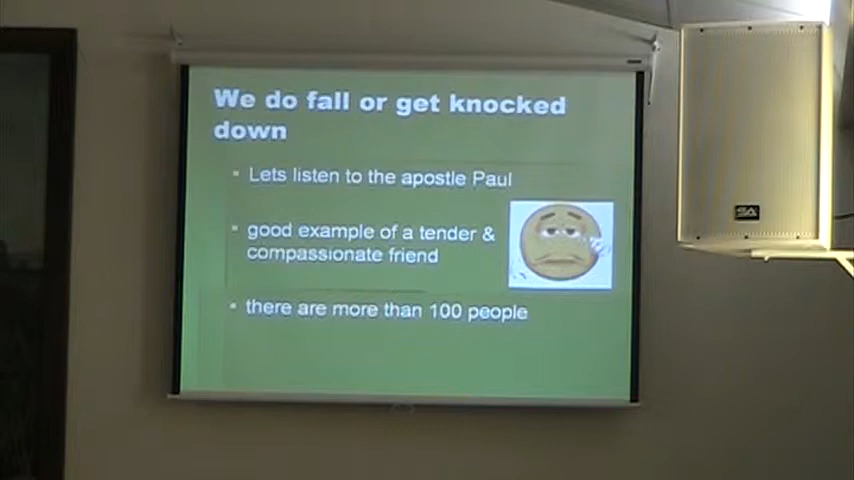 We do fall or get knocked
down
Lets listen to the apostle Paul
good example of a tender &
compassionate friend
there are more than 100 people
SA